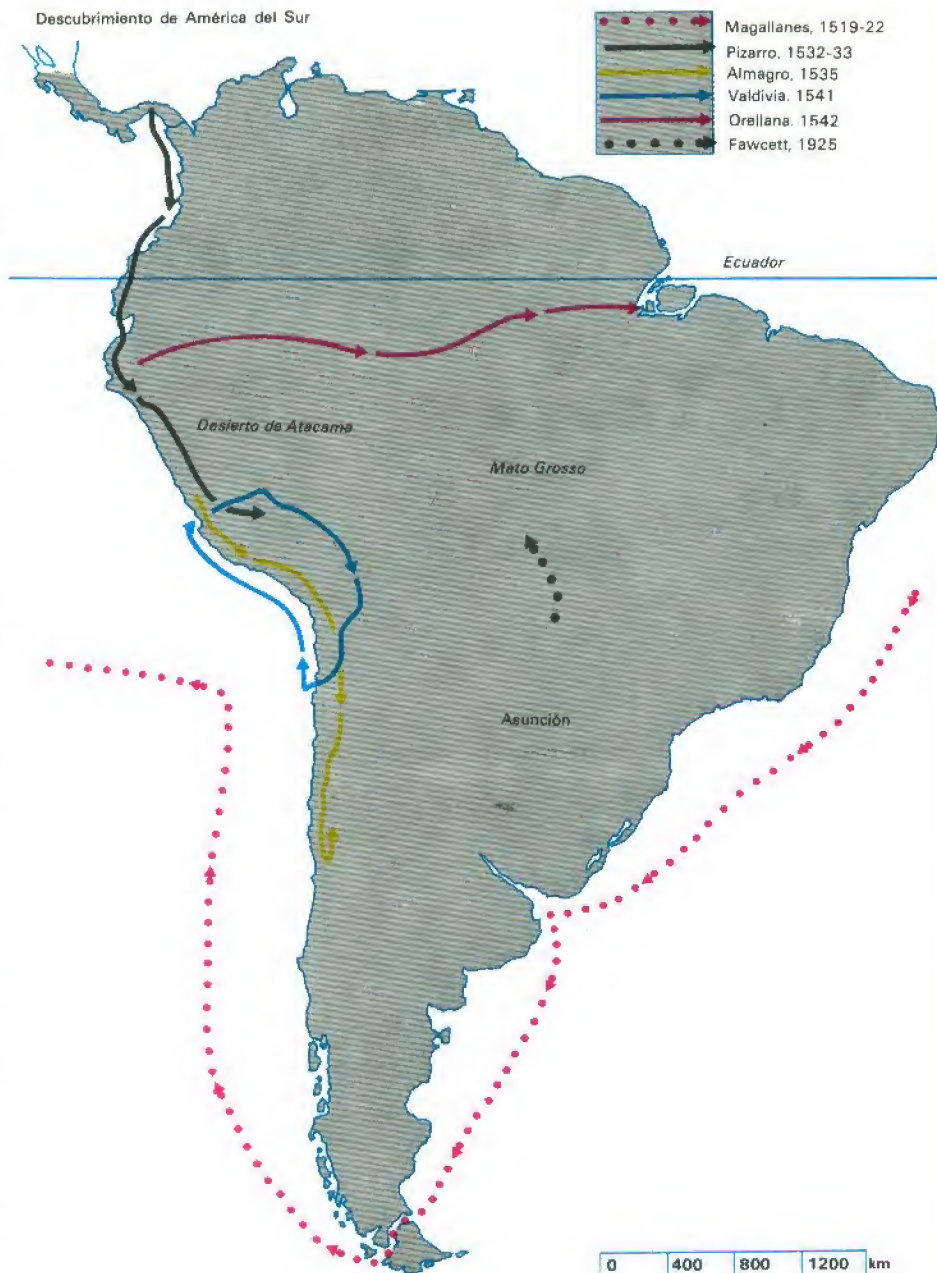 Descubrimiento de América del Sur
Magallanes, 1519-22
Pizarro, 1532-33
Almagro, 1535
Valdivia. 1541
Orellana. 1542
Fawcett, 1925
Ecuador
Desierto de Atacama
Mato Grosso
Asunción
0 400 800 1200 km